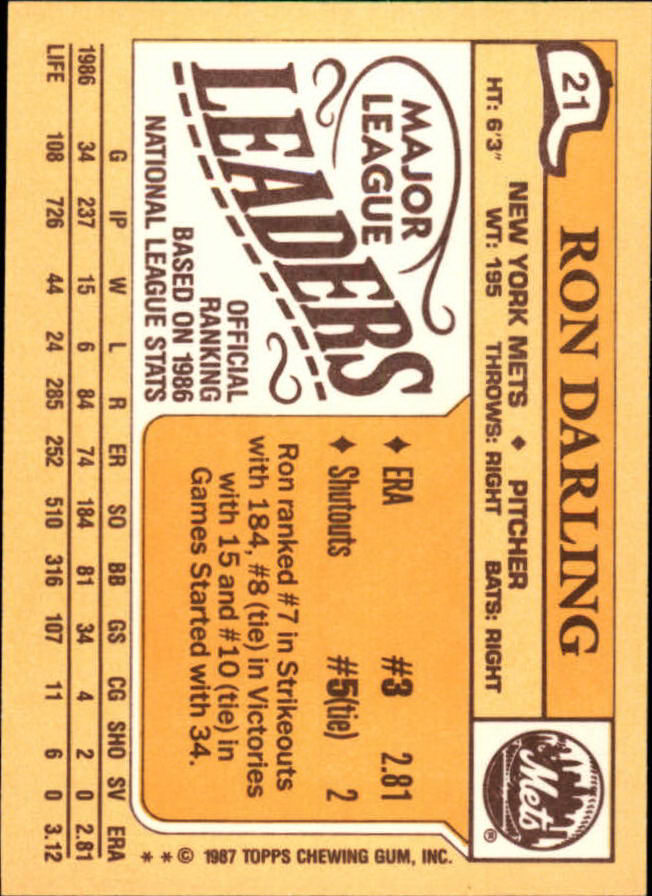 21
RON DARLING
NEW YORK METS ♦ PITCHER
HT: 6'3" WT: 195 THROWS: RIGHT BATS: RIGHT
Mets
®
MAJOR
LEAGUE
LEADERS
OFFICIAL
RANKING
BASED ON 1986
NATIONAL LEAGUE STATS
♦ ERA #3 2.81
♦ Shutouts #5(tie) 2
Ron ranked #7 in Strikeouts
with 184, #8 (tie) in Victories
with 15 and #10 (tie) in
Games Started with 34.
* * © 1987 TOPPS CHEWING GUM, INC.
G IP W L R ER SO BB GS CG SHO SV ERA
1986 34 237 15 6 84 74 184 81 34 4 2 0 2.81
LIFE 108 726 44 24 285 252 510 316 107 11 6 0 3.12